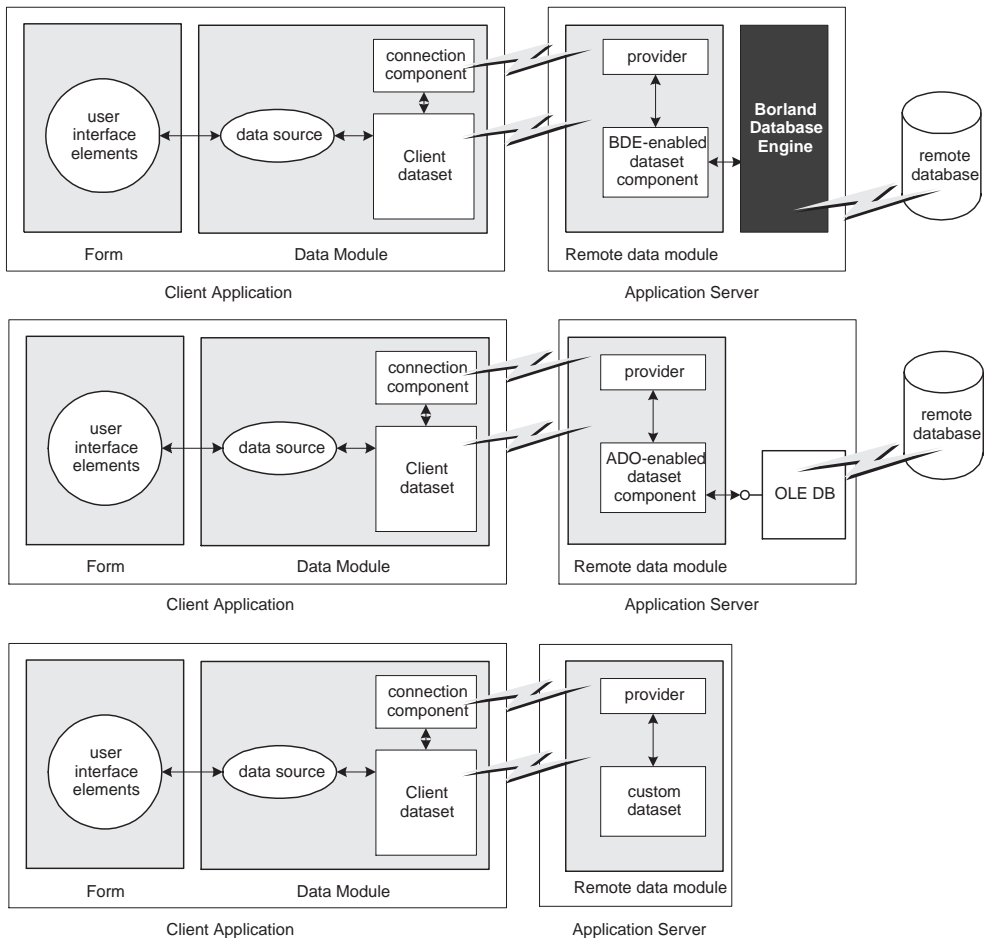 connection
component
provider
user
interface
elements
data source
Client
dataset
BDE-enabled
dataset
component
Borland
Database
Engine
remote
database
Form
Data Module
Remote data module
Client Application
Application Server
connection
component
provider
user
interface
elements
data source
Client
dataset
ADO-enabled
dataset
component
OLE DB
remote
database
Form
Data Module
Remote data module
Client Application
Application Server
connection
component
provider
user
interface
elements
data source
Client
dataset
custom
dataset
Form
Data Module
Remote data module
Client Application
Application Server